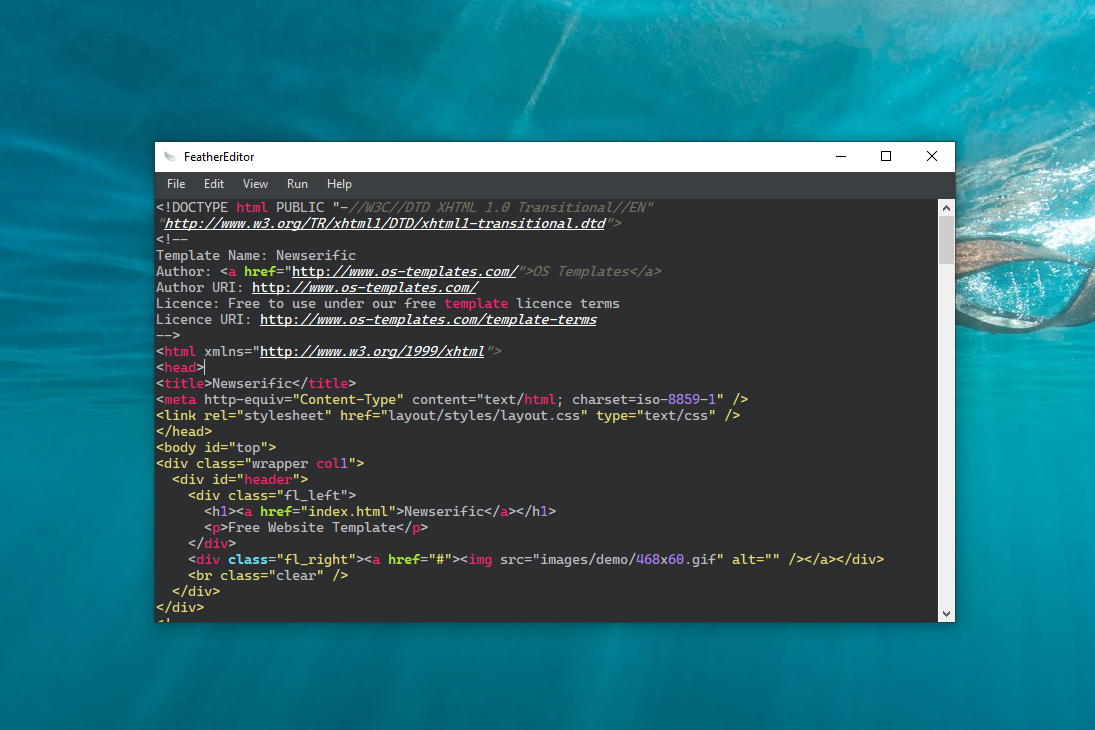 FeatherEditor
File Edit View Run Help
<!DOCTYPE html PUBLIC "-//W3C//DTD XHTML 1.0 Transitional//EN"
"http://www.w3.org/TR/xhtml1/DTD/xhtml1-transitional.dtd">
<!--
Template Name: Newserific
Author: <a href="http://www.os-templates.com/">OS Templates</a>
Author URI: http://www.os-templates.com/
Licence: Free to use under our free template licence terms
Licence URI: http://www.os-templates.com/template-terms
-->
<html xmlns="http://www.w3.org/1999/xhtml">
<head>
<title>Newserific</title>
<meta http-equiv="Content-Type" content="text/html; charset=iso-8859-1" />
<link rel="stylesheet" href="layout/styles/layout.css" type="text/css" />
</head>
<body id="top">
<div class="wrapper col1">
  <div id="header">
    <div class="fl_left">
      <h1><a href="index.html">Newserific</a></h1>
      <p>Free Website Template</p>
    </div>
    <div class="fl_right"><a href="#"><img src="images/demo/468x60.gif" alt="" /></a></div>
    <br class="clear" />
  </div>
</div>